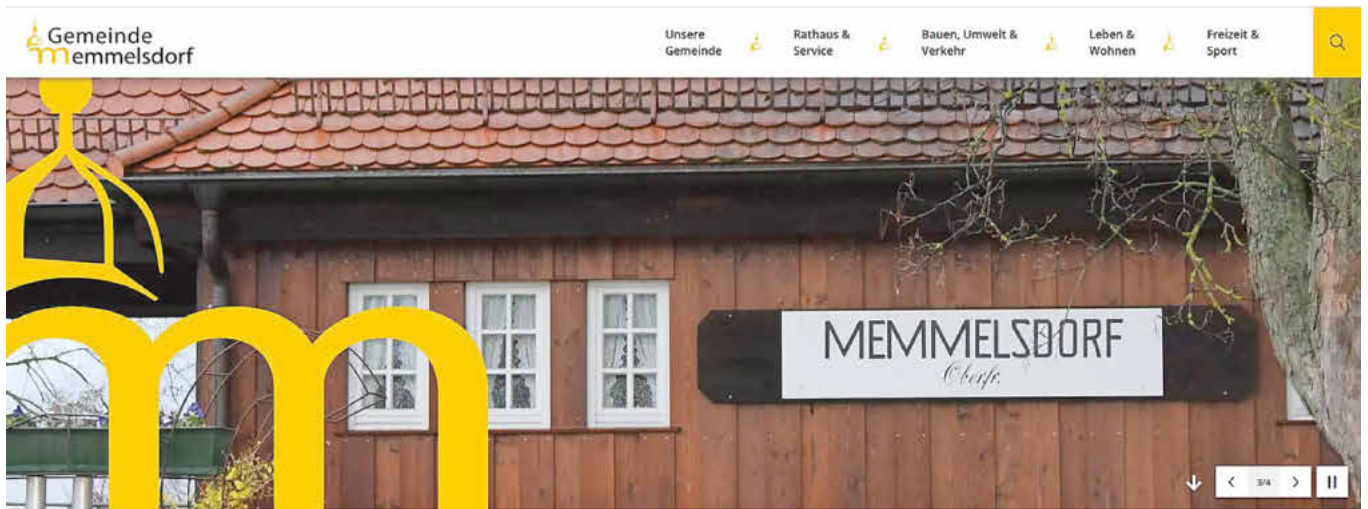 Gemeinde
memmelsdorf
Unsere
Gemeinde
Rathaus &
Service
Bauen, Umwelt &
Verkehr
Leben &
Wohnen
Freizeit &
Sport
MEMMELSDORF
Oberfr.
3/4